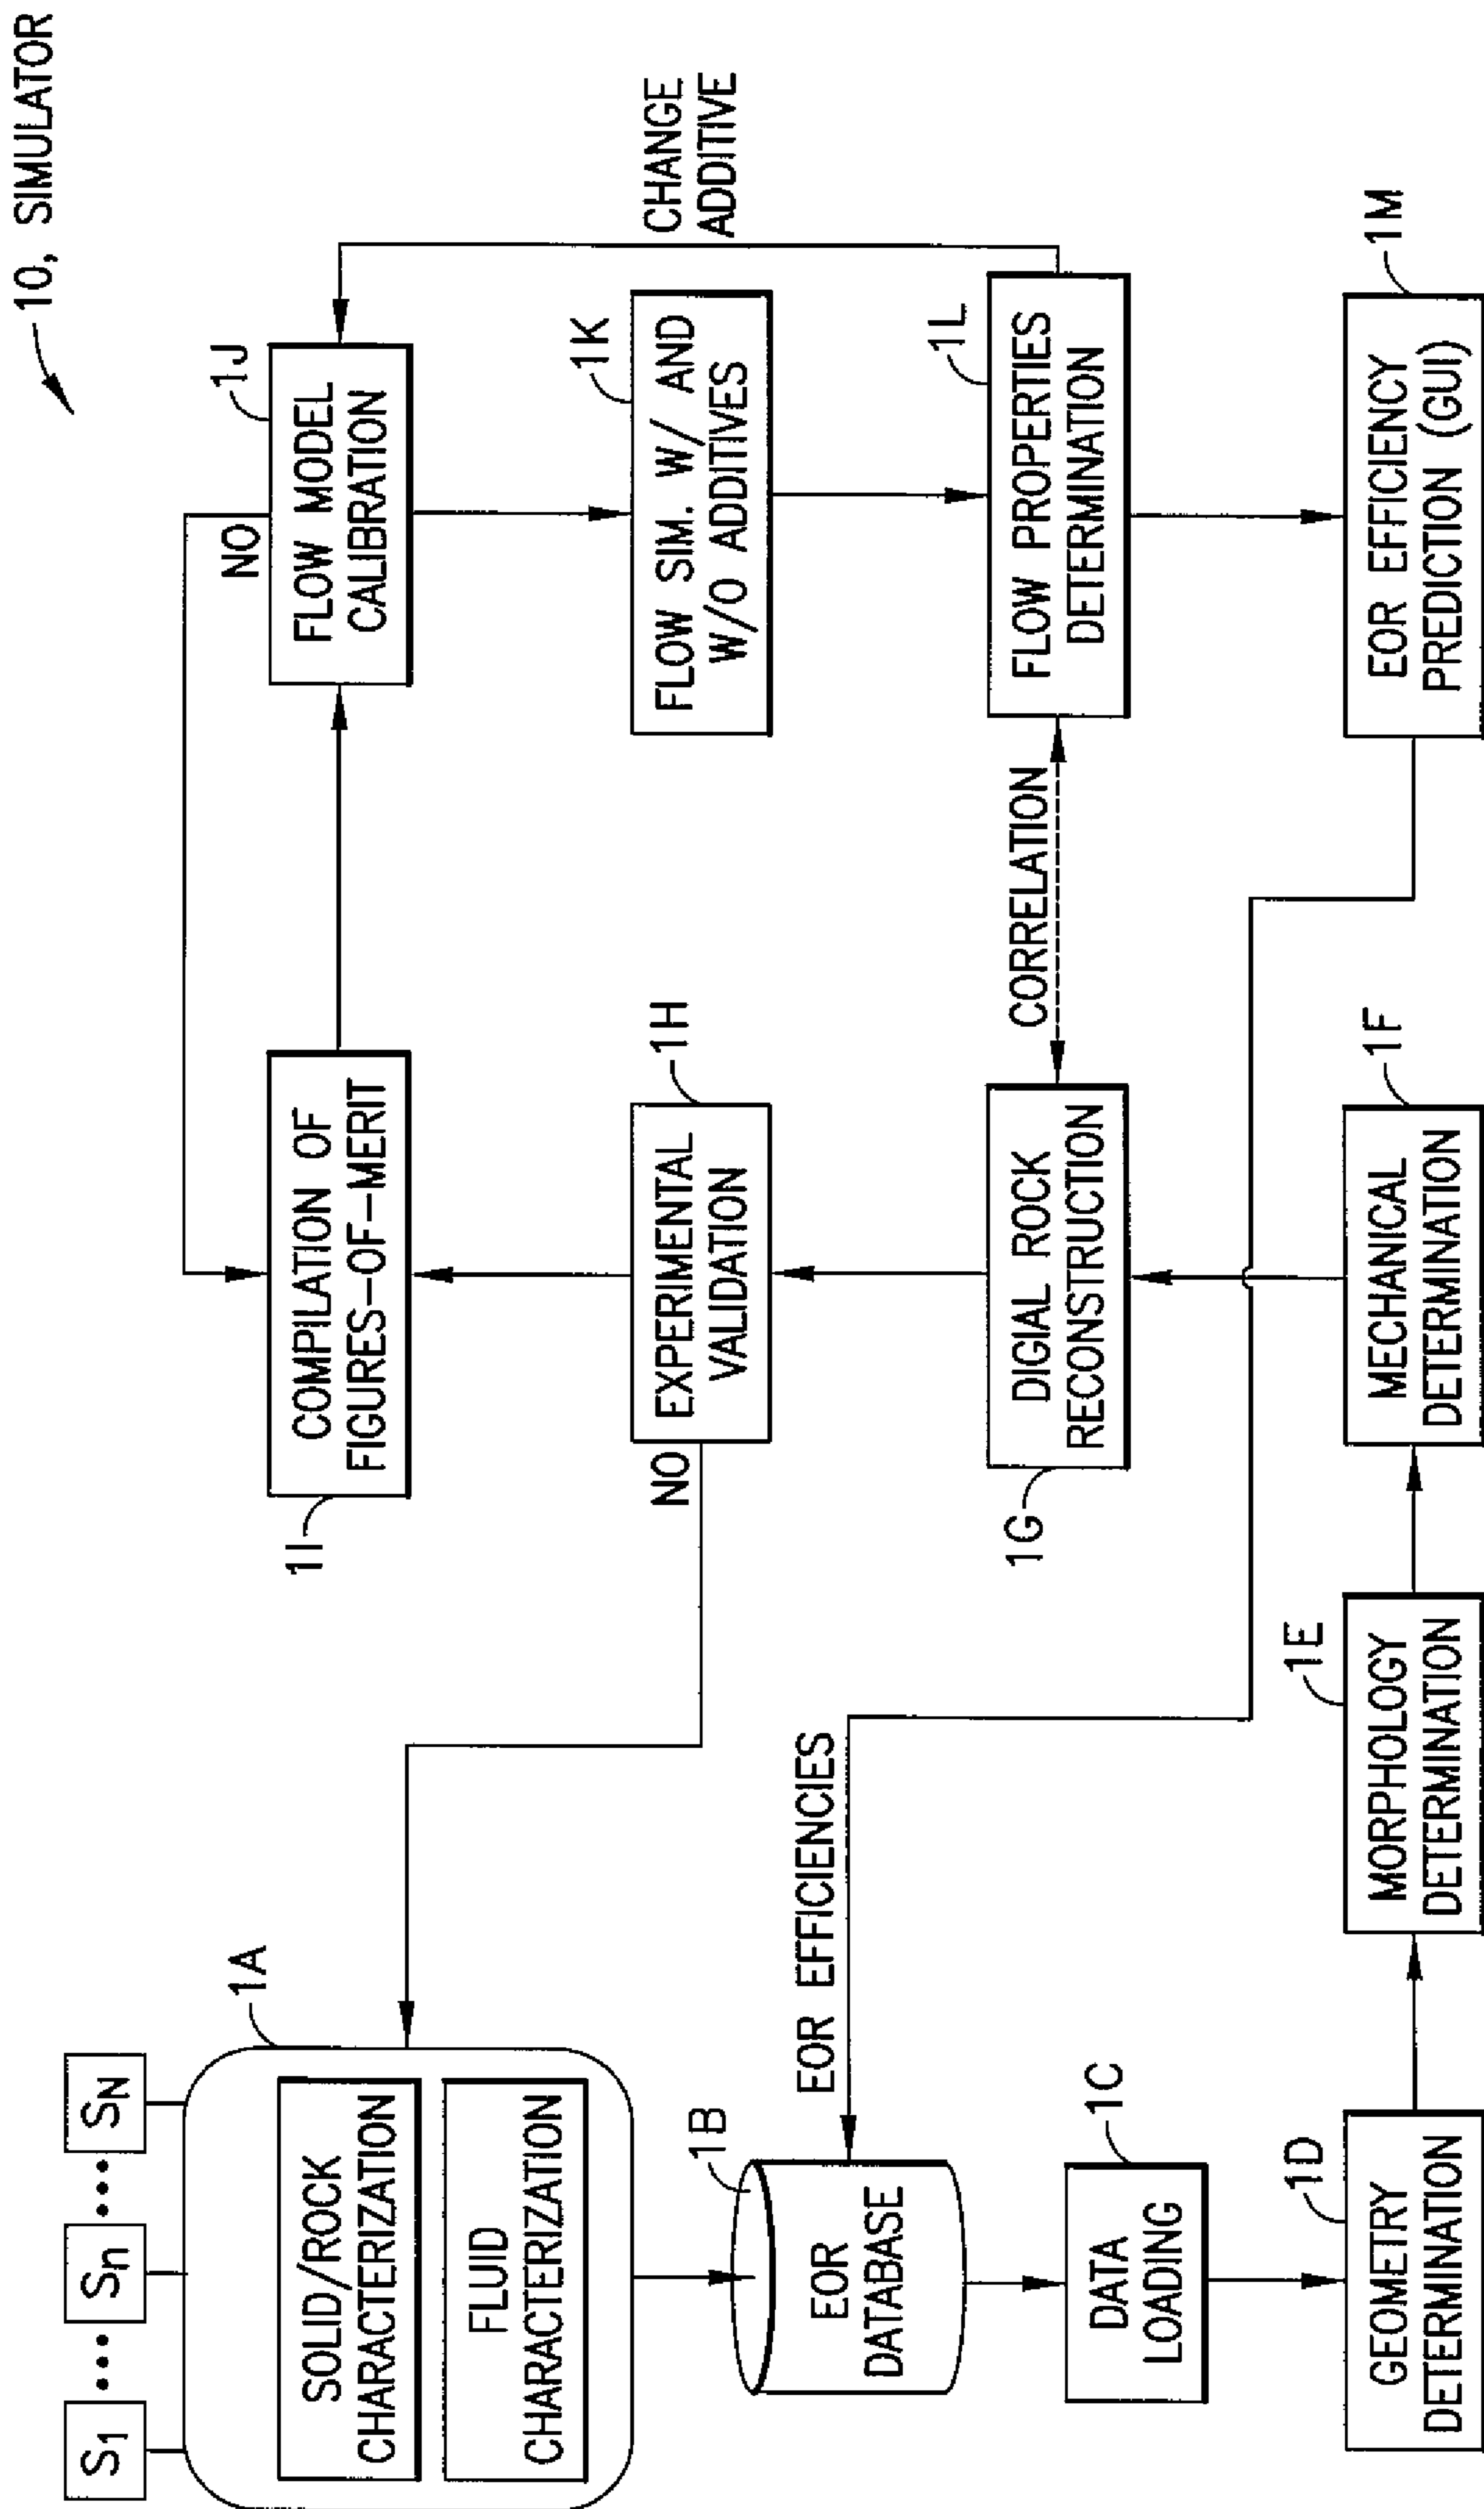 10, SIMULATOR
S1
•••
Sn
•••
SN
1A
SOLID/ROCK
CHARACTERIZATION
FLUID
CHARACTERIZATION
1B
EOR
DATABASE
EOR EFFICIENCIES
1C
DATA
LOADING
1D
GEOMETRY
DETERMINATION
1E
MORPHOLOGY
DETERMINATION
1F
MECHANICAL
DETERMINATION
1G
DIGIAL ROCK
RECONSTRUCTION
CORRELATION
1H
EXPERIMENTAL
VALIDATION
NO
1I
COMPILATION OF
FIGURES-OF-MERIT
NO
1J
FLOW MODEL
CALIBRATION
1K
FLOW SIM. W/ AND
W/O ADDITIVES
CHANGE
ADDITIVE
1L
FLOW PROPERTIES
DETERMINATION
1M
EOR EFFICIENCY
PREDICTION (GUI)